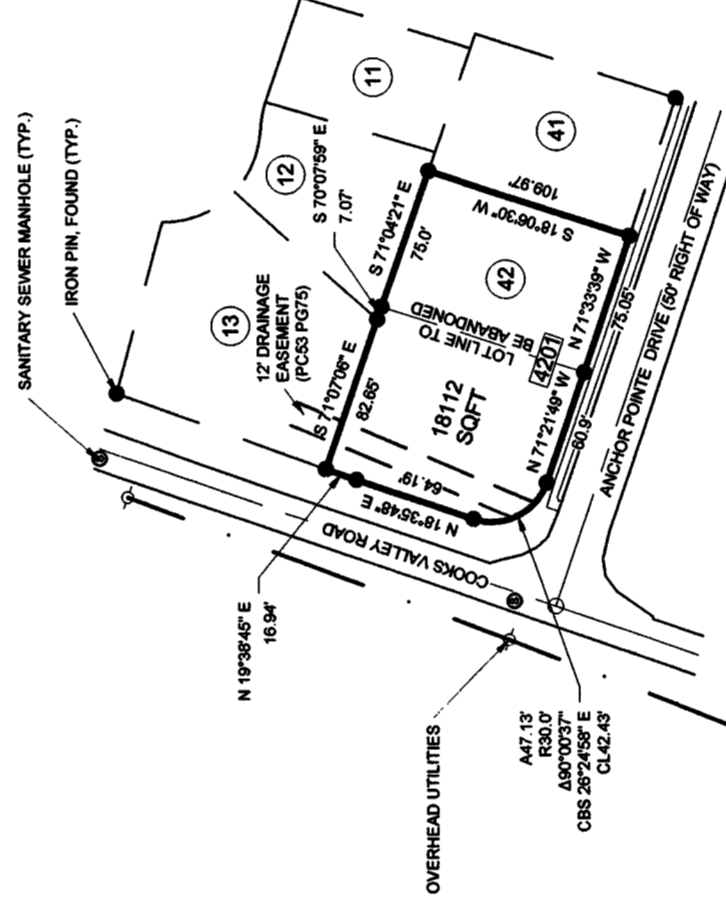 SANITARY SEWER MANHOLE (TYP.)
IRON PIN, FOUND (TYP.)
11
12
13
41
42
S 70°07'59" E
7.07'
12' DRAINAGE
EASEMENT
(PC53 PG75)
S 71°04'21" E
75.0'
S 71°07'06" E
82.65'
109.97'
S 18°06'30" W
LOT LINE TO
BE ABANDONED
4201
18112
SQFT
N 71°33'39" W
75.05'
N 71°21'49" W
60.9'
64.19'
N 18°35'48" E
COOKS VALLEY ROAD
ANCHOR POINTE DRIVE (50' RIGHT OF WAY)
N 19°38'45" E
16.94'
S
S
OVERHEAD UTILITIES
A47.13'
R30.0'
Δ90°00'37"
CBS 26°24'58" E
CL42.43'